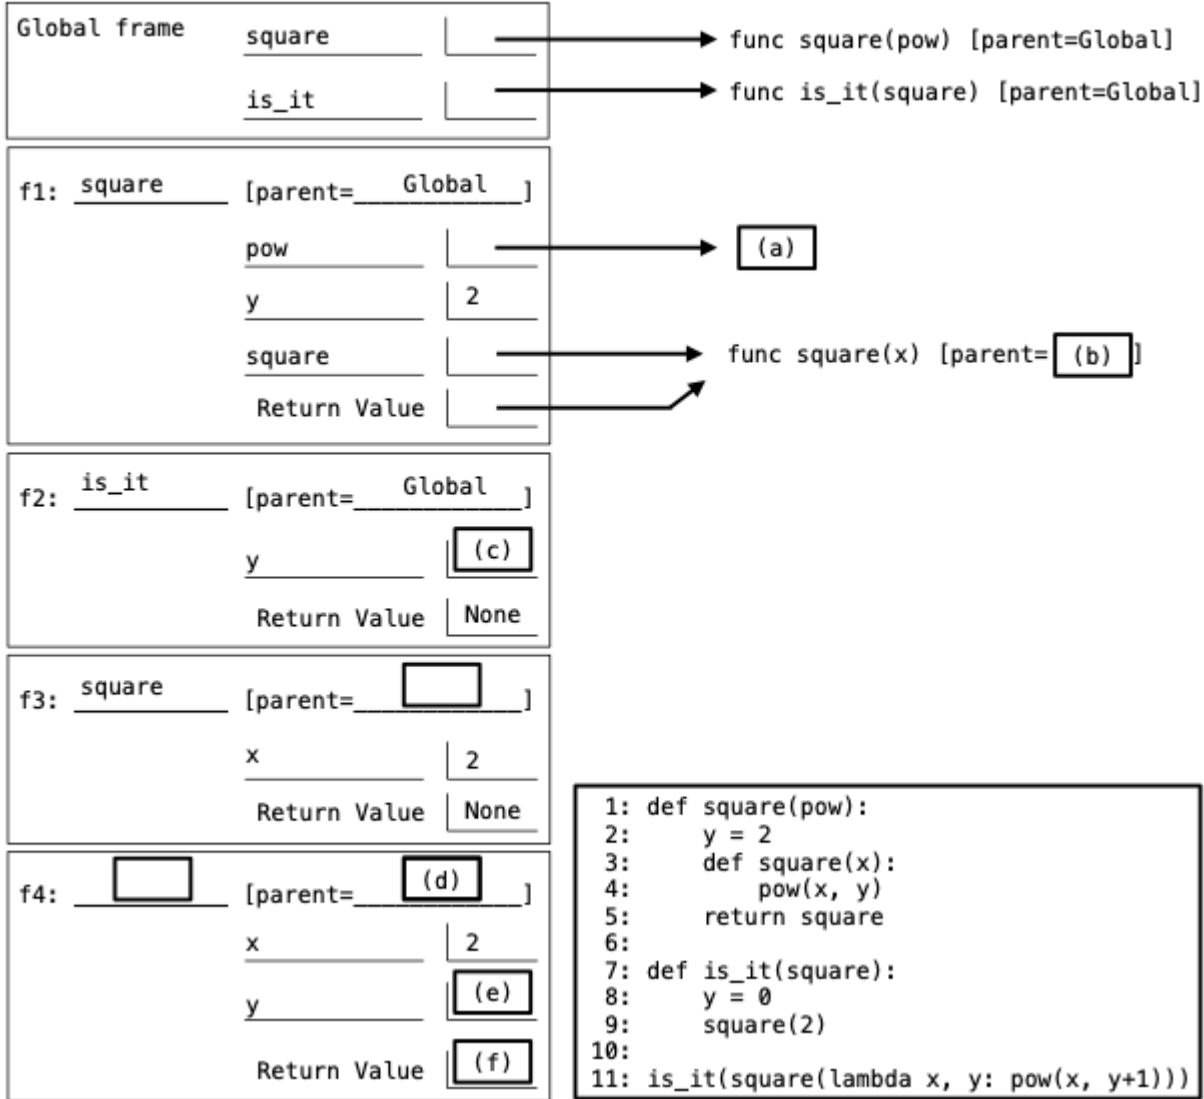 Global frame square func square(pow) [parent=Global]
is_it func is_it(square) [parent=Global]
f1: square [parent=Global]
pow (a)
y 2
square func square(x) [parent= (b) ]
Return Value
f2: is_it [parent=Global]
y (c)
Return Value None
f3: square [parent= ]
x 2
Return Value None
f4: [parent= (d) ]
x 2
y (e)
Return Value (f)
1: def square(pow):
2:     y = 2
3:     def square(x):
4:         pow(x, y)
5:     return square
6:
7: def is_it(square):
8:     y = 0
9:     square(2)
10:
11: is_it(square(lambda x, y: pow(x, y+1)))